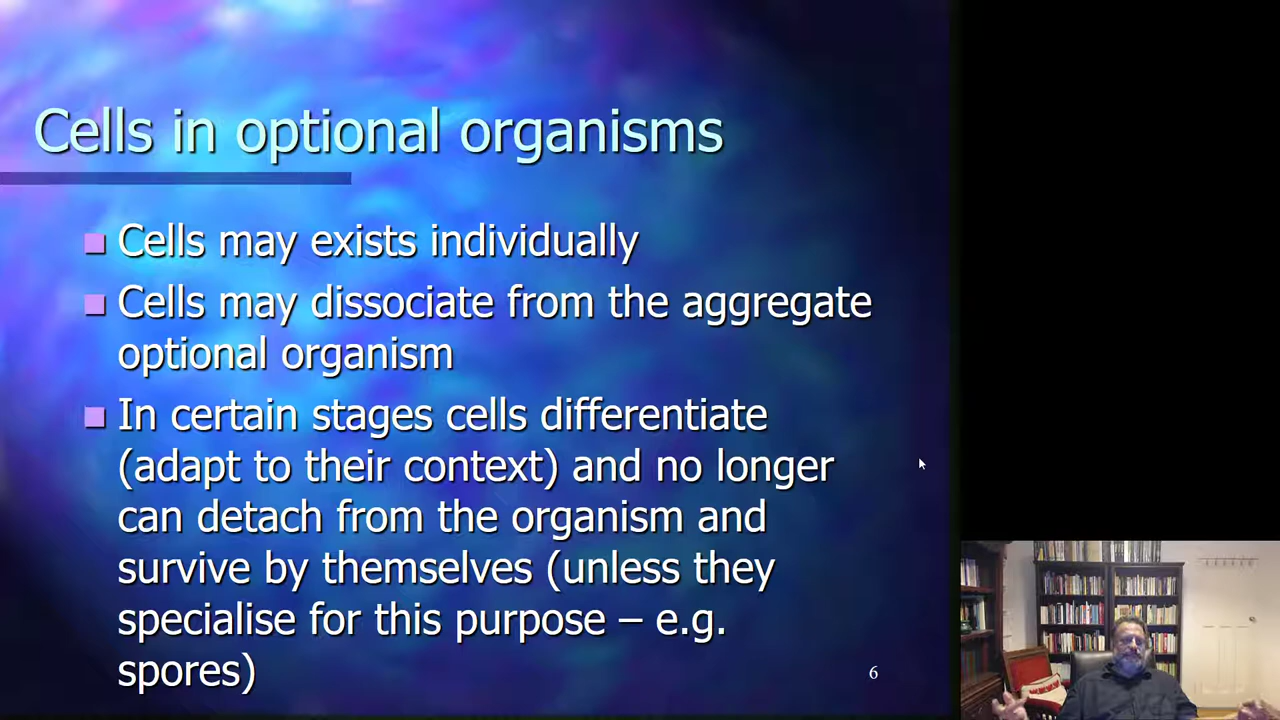 Cells in optional organisms
Cells may exists individually
Cells may dissociate from the aggregate
optional organism
In certain stages cells differentiate
(adapt to their context) and no longer
can detach from the organism and
survive by themselves (unless they
specialise for this purpose – e.g.
spores)
6